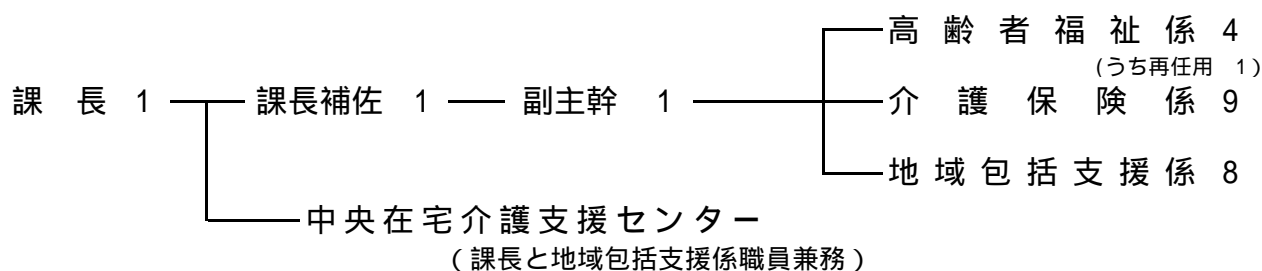 高齢者福祉係 4
(うち再任用 1)
課長 1 課長補佐 1 副主幹 1 介護保険係 9
地域包括支援係 8
中央在宅介護支援センター
(課長と地域包括支援係職員兼務)